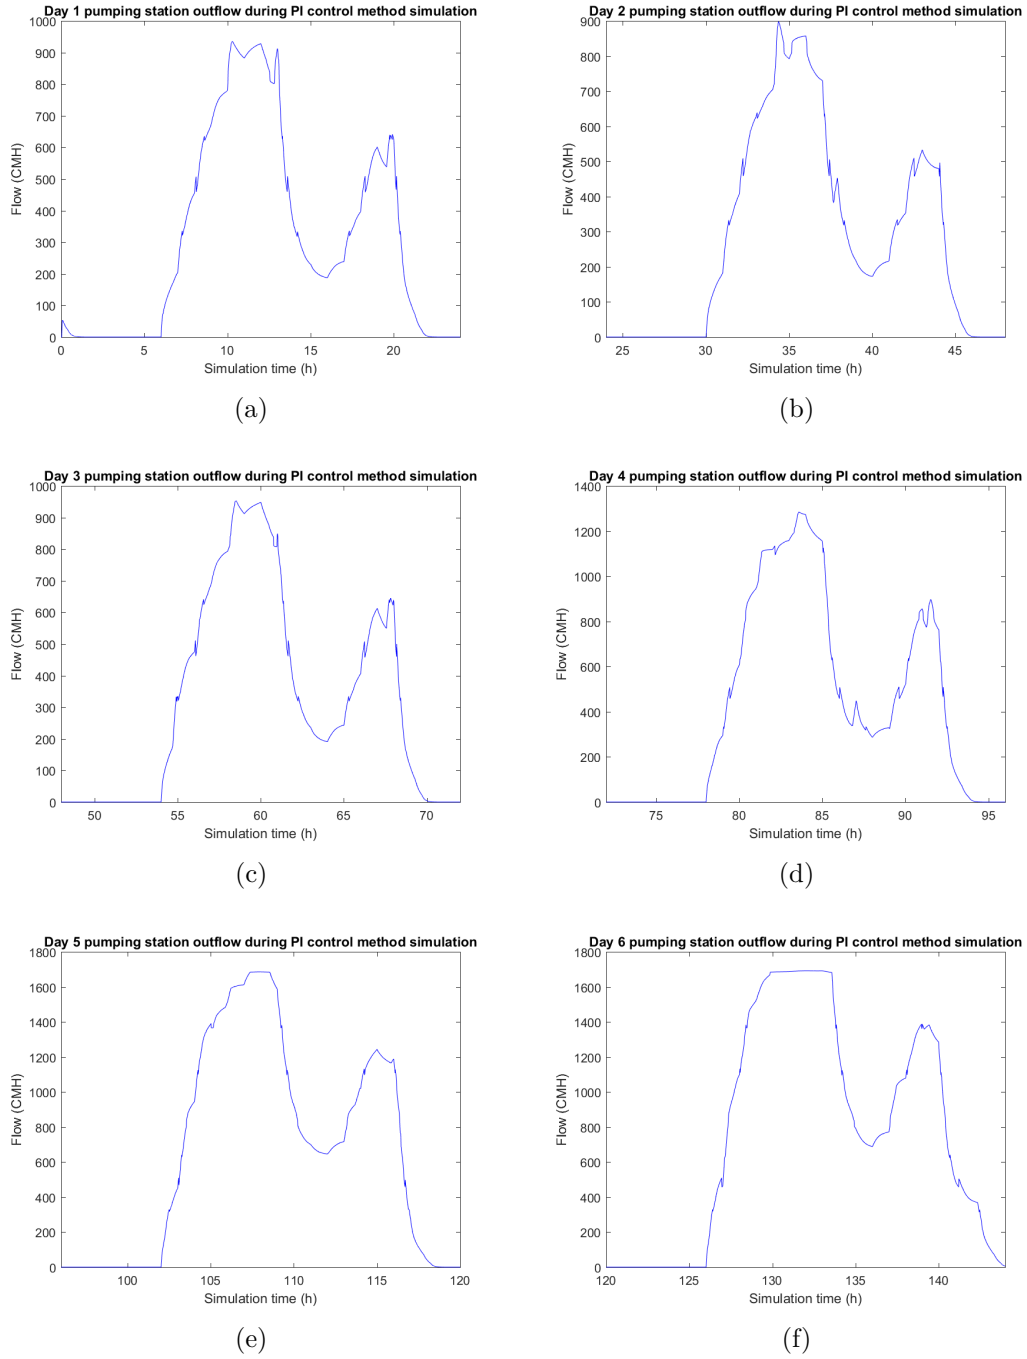 Day 1 pumping station outflow during PI control method simulation
1000
900
800
700
600
500
400
300
200
100
0
Flow (CMH)
0 5 10 15 20
Simulation time (h)
(a)
Day 2 pumping station outflow during PI control method simulation
900
800
700
600
500
400
300
200
100
0
Flow (CMH)
25 30 35 40 45
Simulation time (h)
(b)
Day 3 pumping station outflow during PI control method simulation
1000
900
800
700
600
500
400
300
200
100
0
Flow (CMH)
50 55 60 65 70
Simulation time (h)
(c)
Day 4 pumping station outflow during PI control method simulation
1400
1200
1000
800
600
400
200
0
Flow (CMH)
75 80 85 90 95
Simulation time (h)
(d)
Day 5 pumping station outflow during PI control method simulation
1800
1600
1400
1200
1000
800
600
400
200
0
Flow (CMH)
100 105 110 115 120
Simulation time (h)
(e)
Day 6 pumping station outflow during PI control method simulation
1800
1600
1400
1200
1000
800
600
400
200
0
Flow (CMH)
120 125 130 135 140
Simulation time (h)
(f)